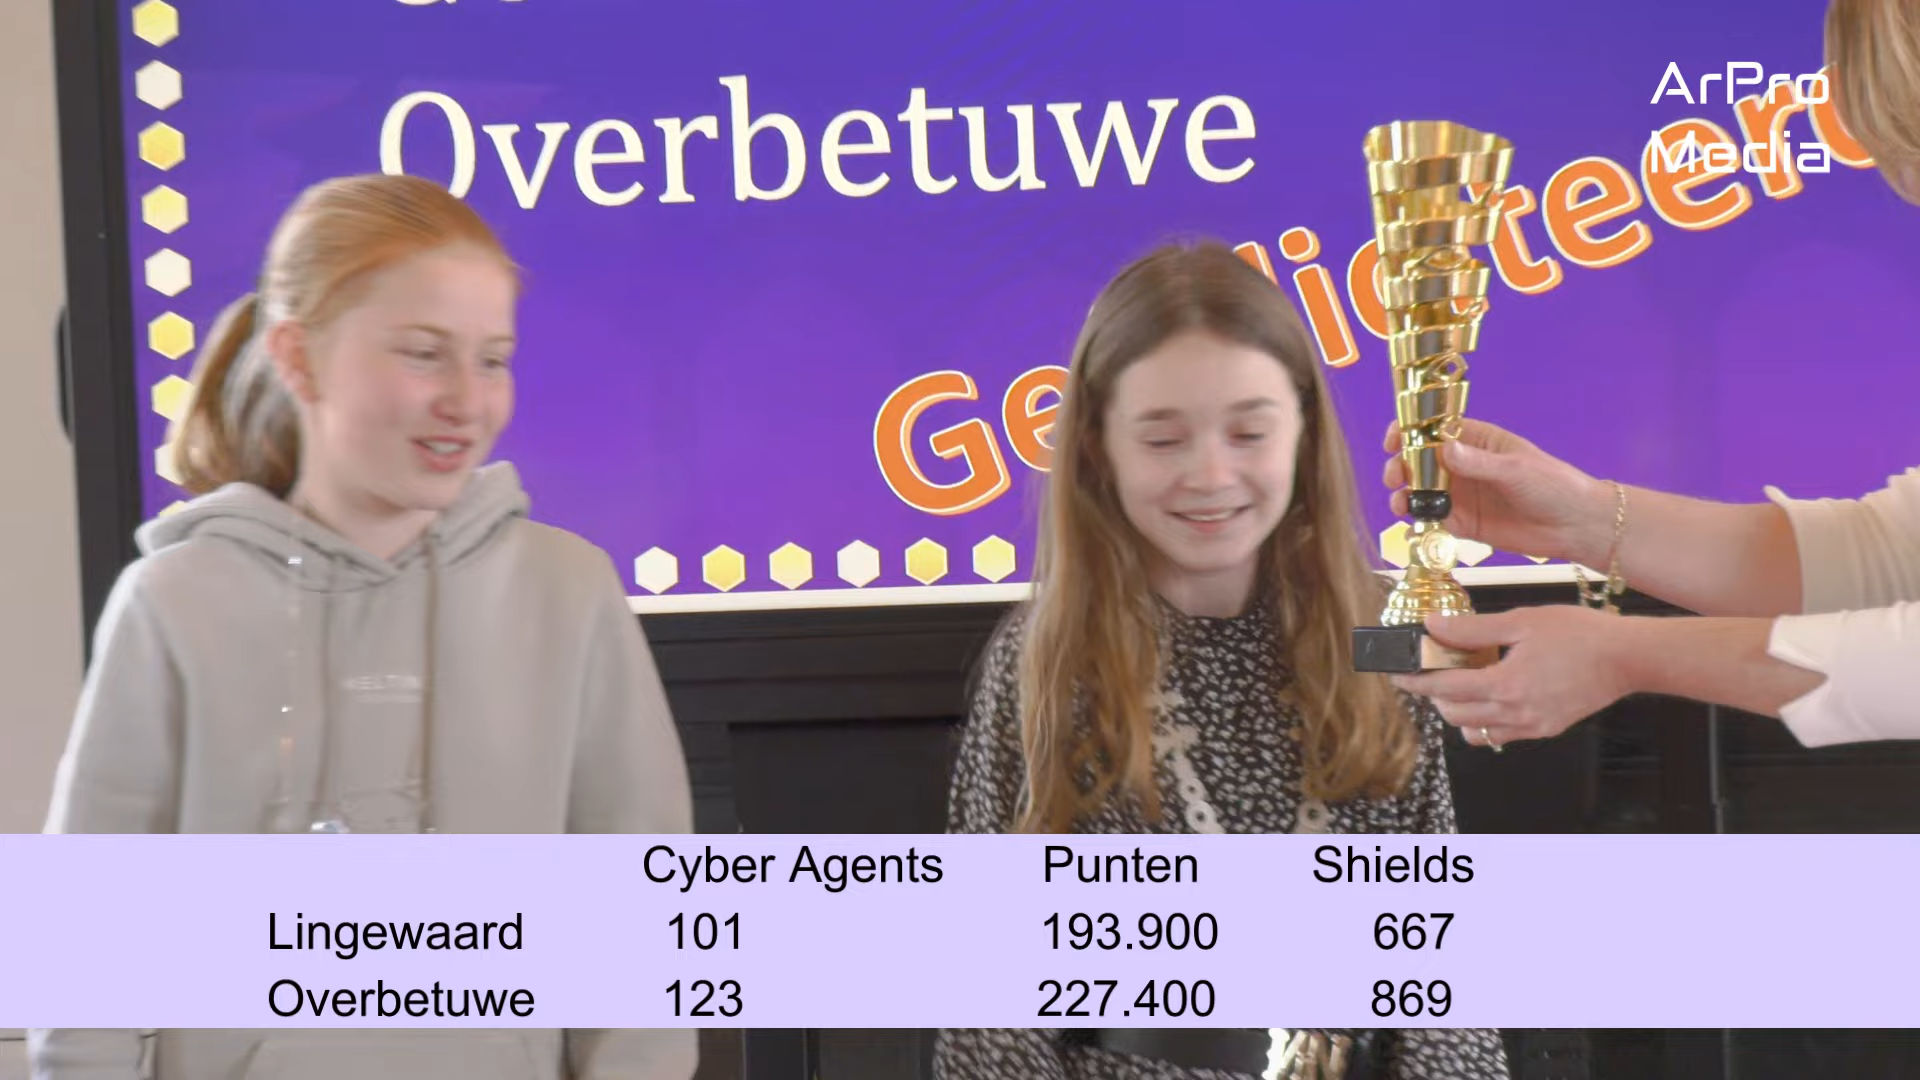 Overbetuwe
ArPro
Media
Cyber Agents Punten Shields
Lingewaard 101 193.900 667
Overbetuwe 123 227.400 869